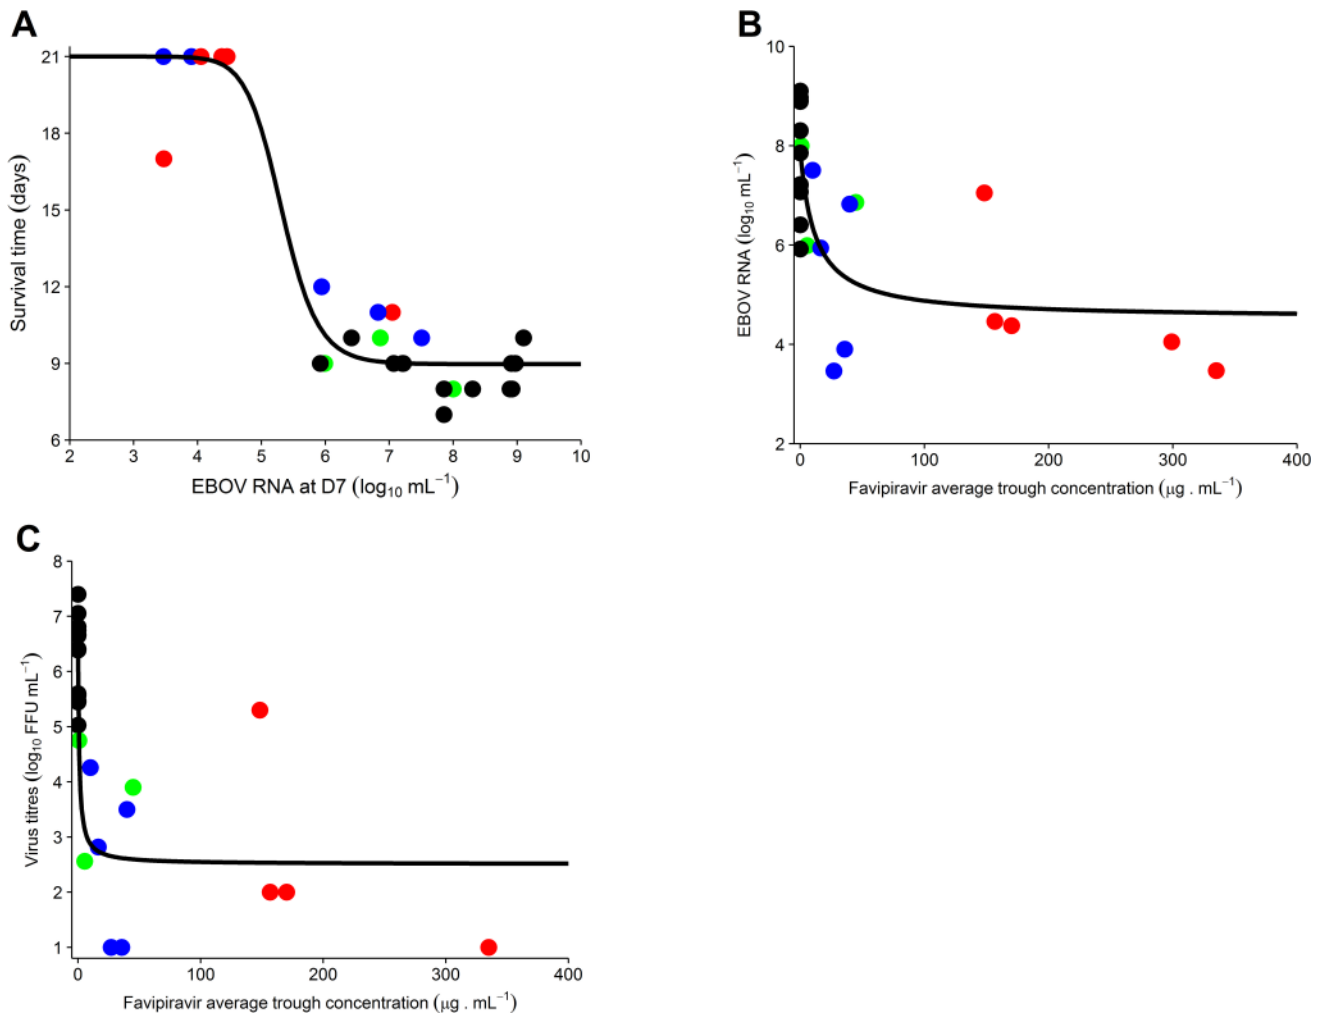 A
Survival time (days)
21
18
15
12
9
6
2 3 4 5 6 7 8 9 10
EBOV RNA at D7 (log10 mL−1)
B
EBOV RNA (log10 mL−1)
10
8
6
4
2
0 100 200 300 400
Favipiravir average trough concentration (μg . mL−1)
C
Virus titres (log10 FFU mL−1)
8
7
6
5
4
3
2
1
0 100 200 300 400
Favipiravir average trough concentration (μg . mL−1)